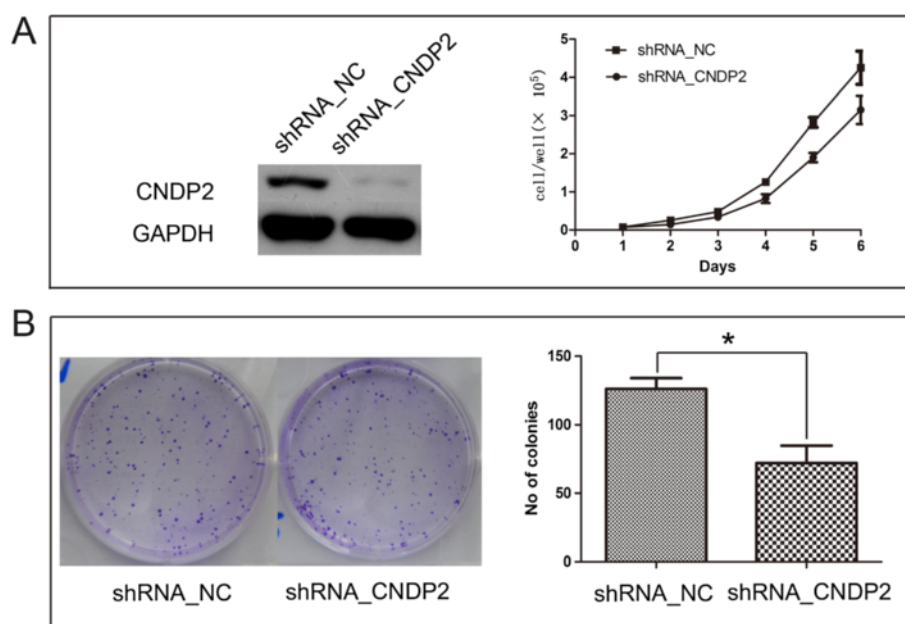 A
shRNA_NC
shRNA_CNDP2
CNDP2
GAPDH
shRNA_NC
shRNA_CNDP2
cell/well(× 10⁵)
5
4
3
2
1
0
0 1 2 3 4 5 6
Days
B
shRNA_NC
shRNA_CNDP2
*
No of colonies
150
100
50
0
shRNA_NC
shRNA_CNDP2